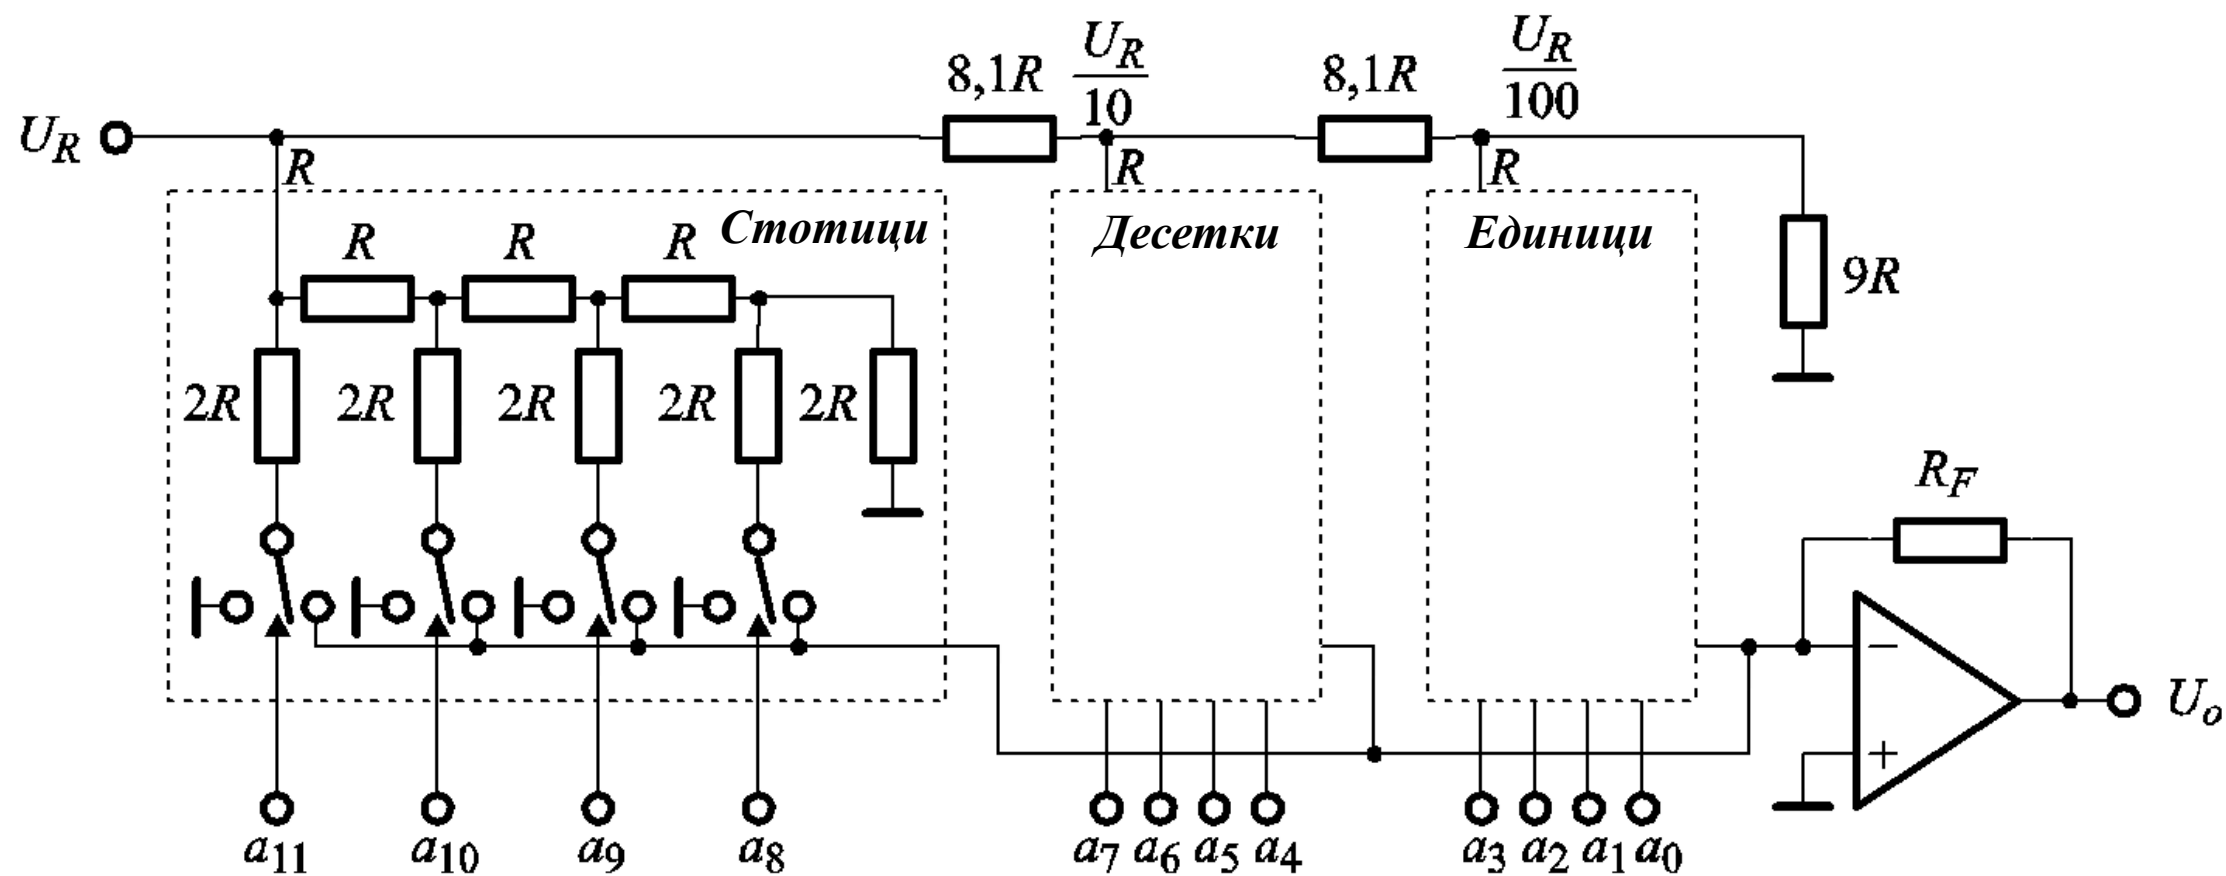 U_R
8,1R
U_R
10
8,1R
U_R
100
R
R
R
Стотици
Десетки
Единици
R
R
R
9R
2R
2R
2R
2R
2R
R_F
−
+
U_o
a_11
a_10
a_9
a_8
a_7
a_6
a_5
a_4
a_3
a_2
a_1
a_0